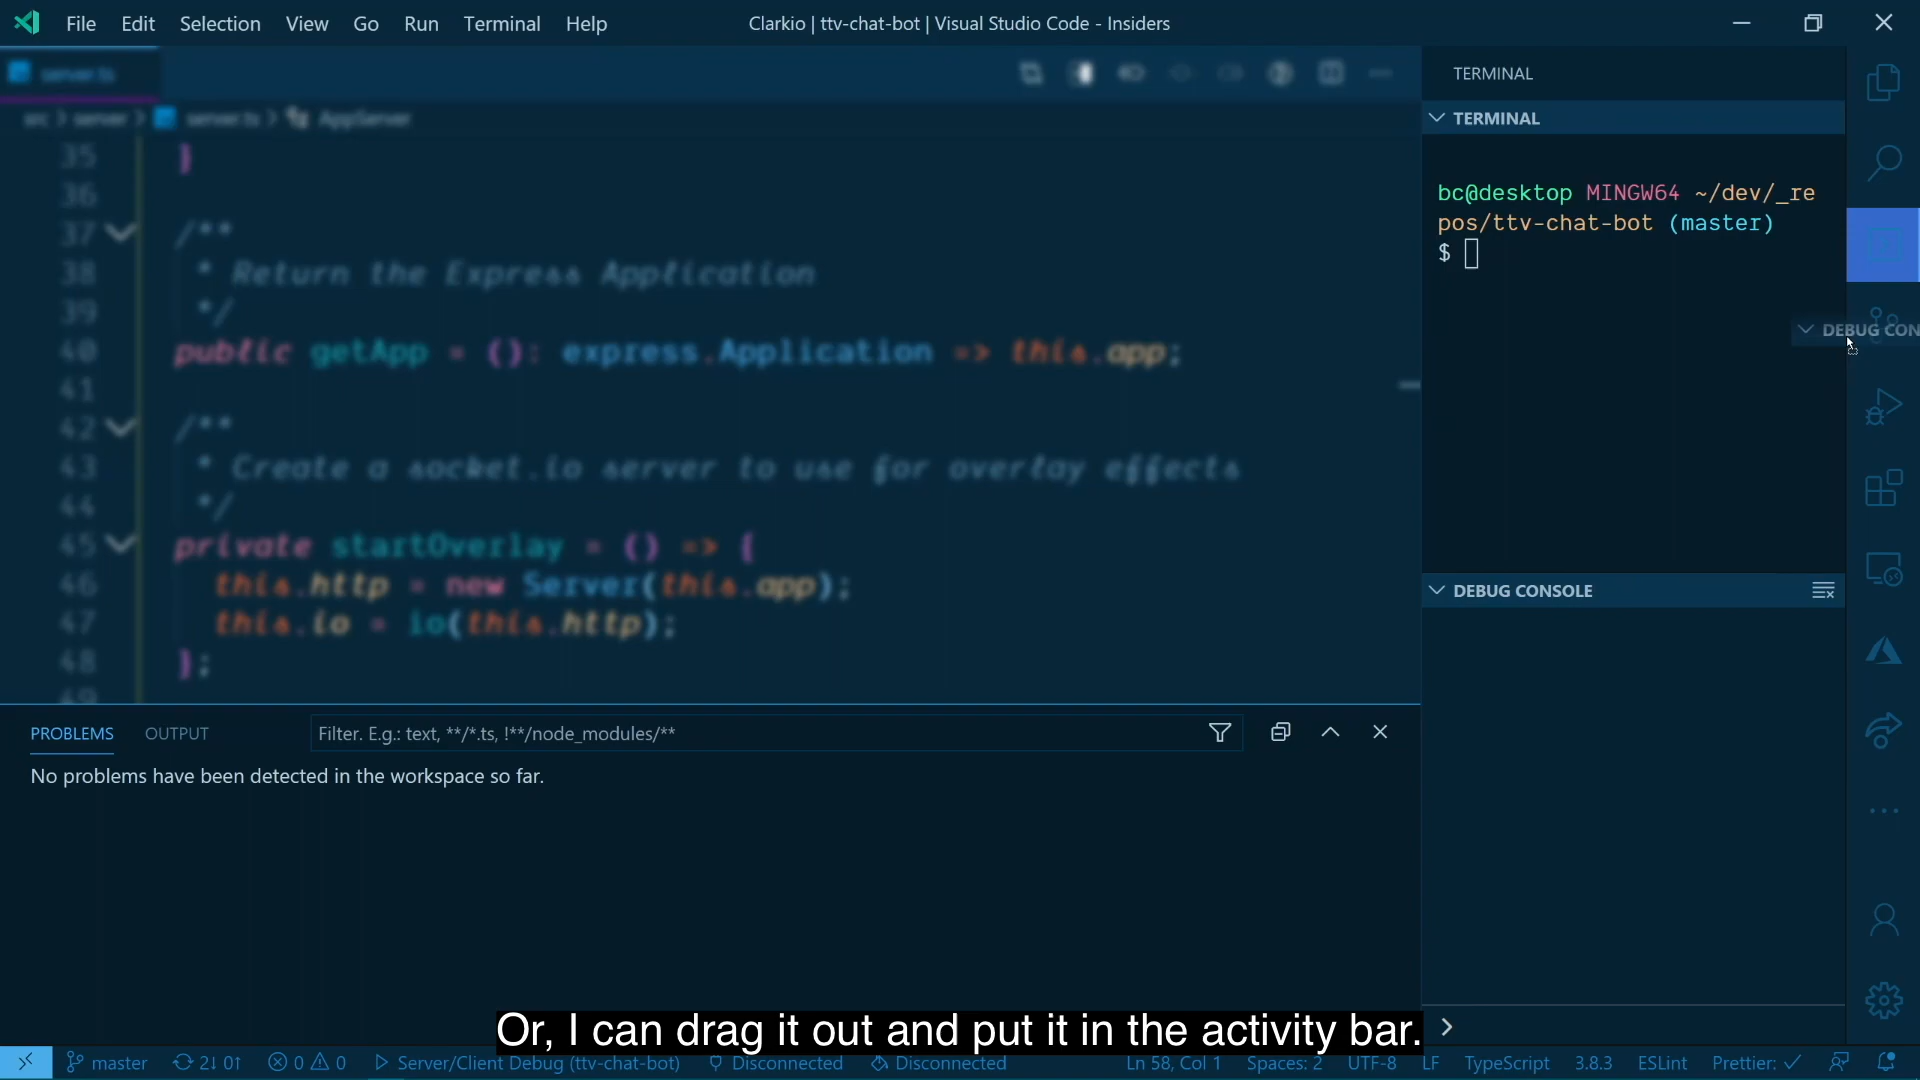 File Edit Selection View Go Run Terminal Help
Clarkio | ttv-chat-bot | Visual Studio Code - Insiders
server.ts
src > server > server.ts > AppServer
35 }
36
37 /**
38 * Return the Express Application
39 */
40 public getApp = (): express.Application => this.app;
41
42 /**
43 * Create a socket.io server to use for overlay effects
44 */
45 private startOverlay = () => {
46 this.http = new Server(this.app);
47 this.io = io(this.http);
48 };
49
TERMINAL
TERMINAL
bc@desktop MINGW64 ~/dev/_re
pos/ttv-chat-bot (master)
$
DEBUG CON
DEBUG CONSOLE
PROBLEMS OUTPUT
Filter. E.g.: text, **/*.ts, !**/node_modules/**
No problems have been detected in the workspace so far.
Or, I can drag it out and put it in the activity bar.
master 2↓ 0↑ 0 0 Server/Client Debug (ttv-chat-bot) Disconnected Disconnected Ln 58, Col 1 Spaces: 2 UTF-8 LF TypeScript 3.8.3 ESLint Prettier: ✓